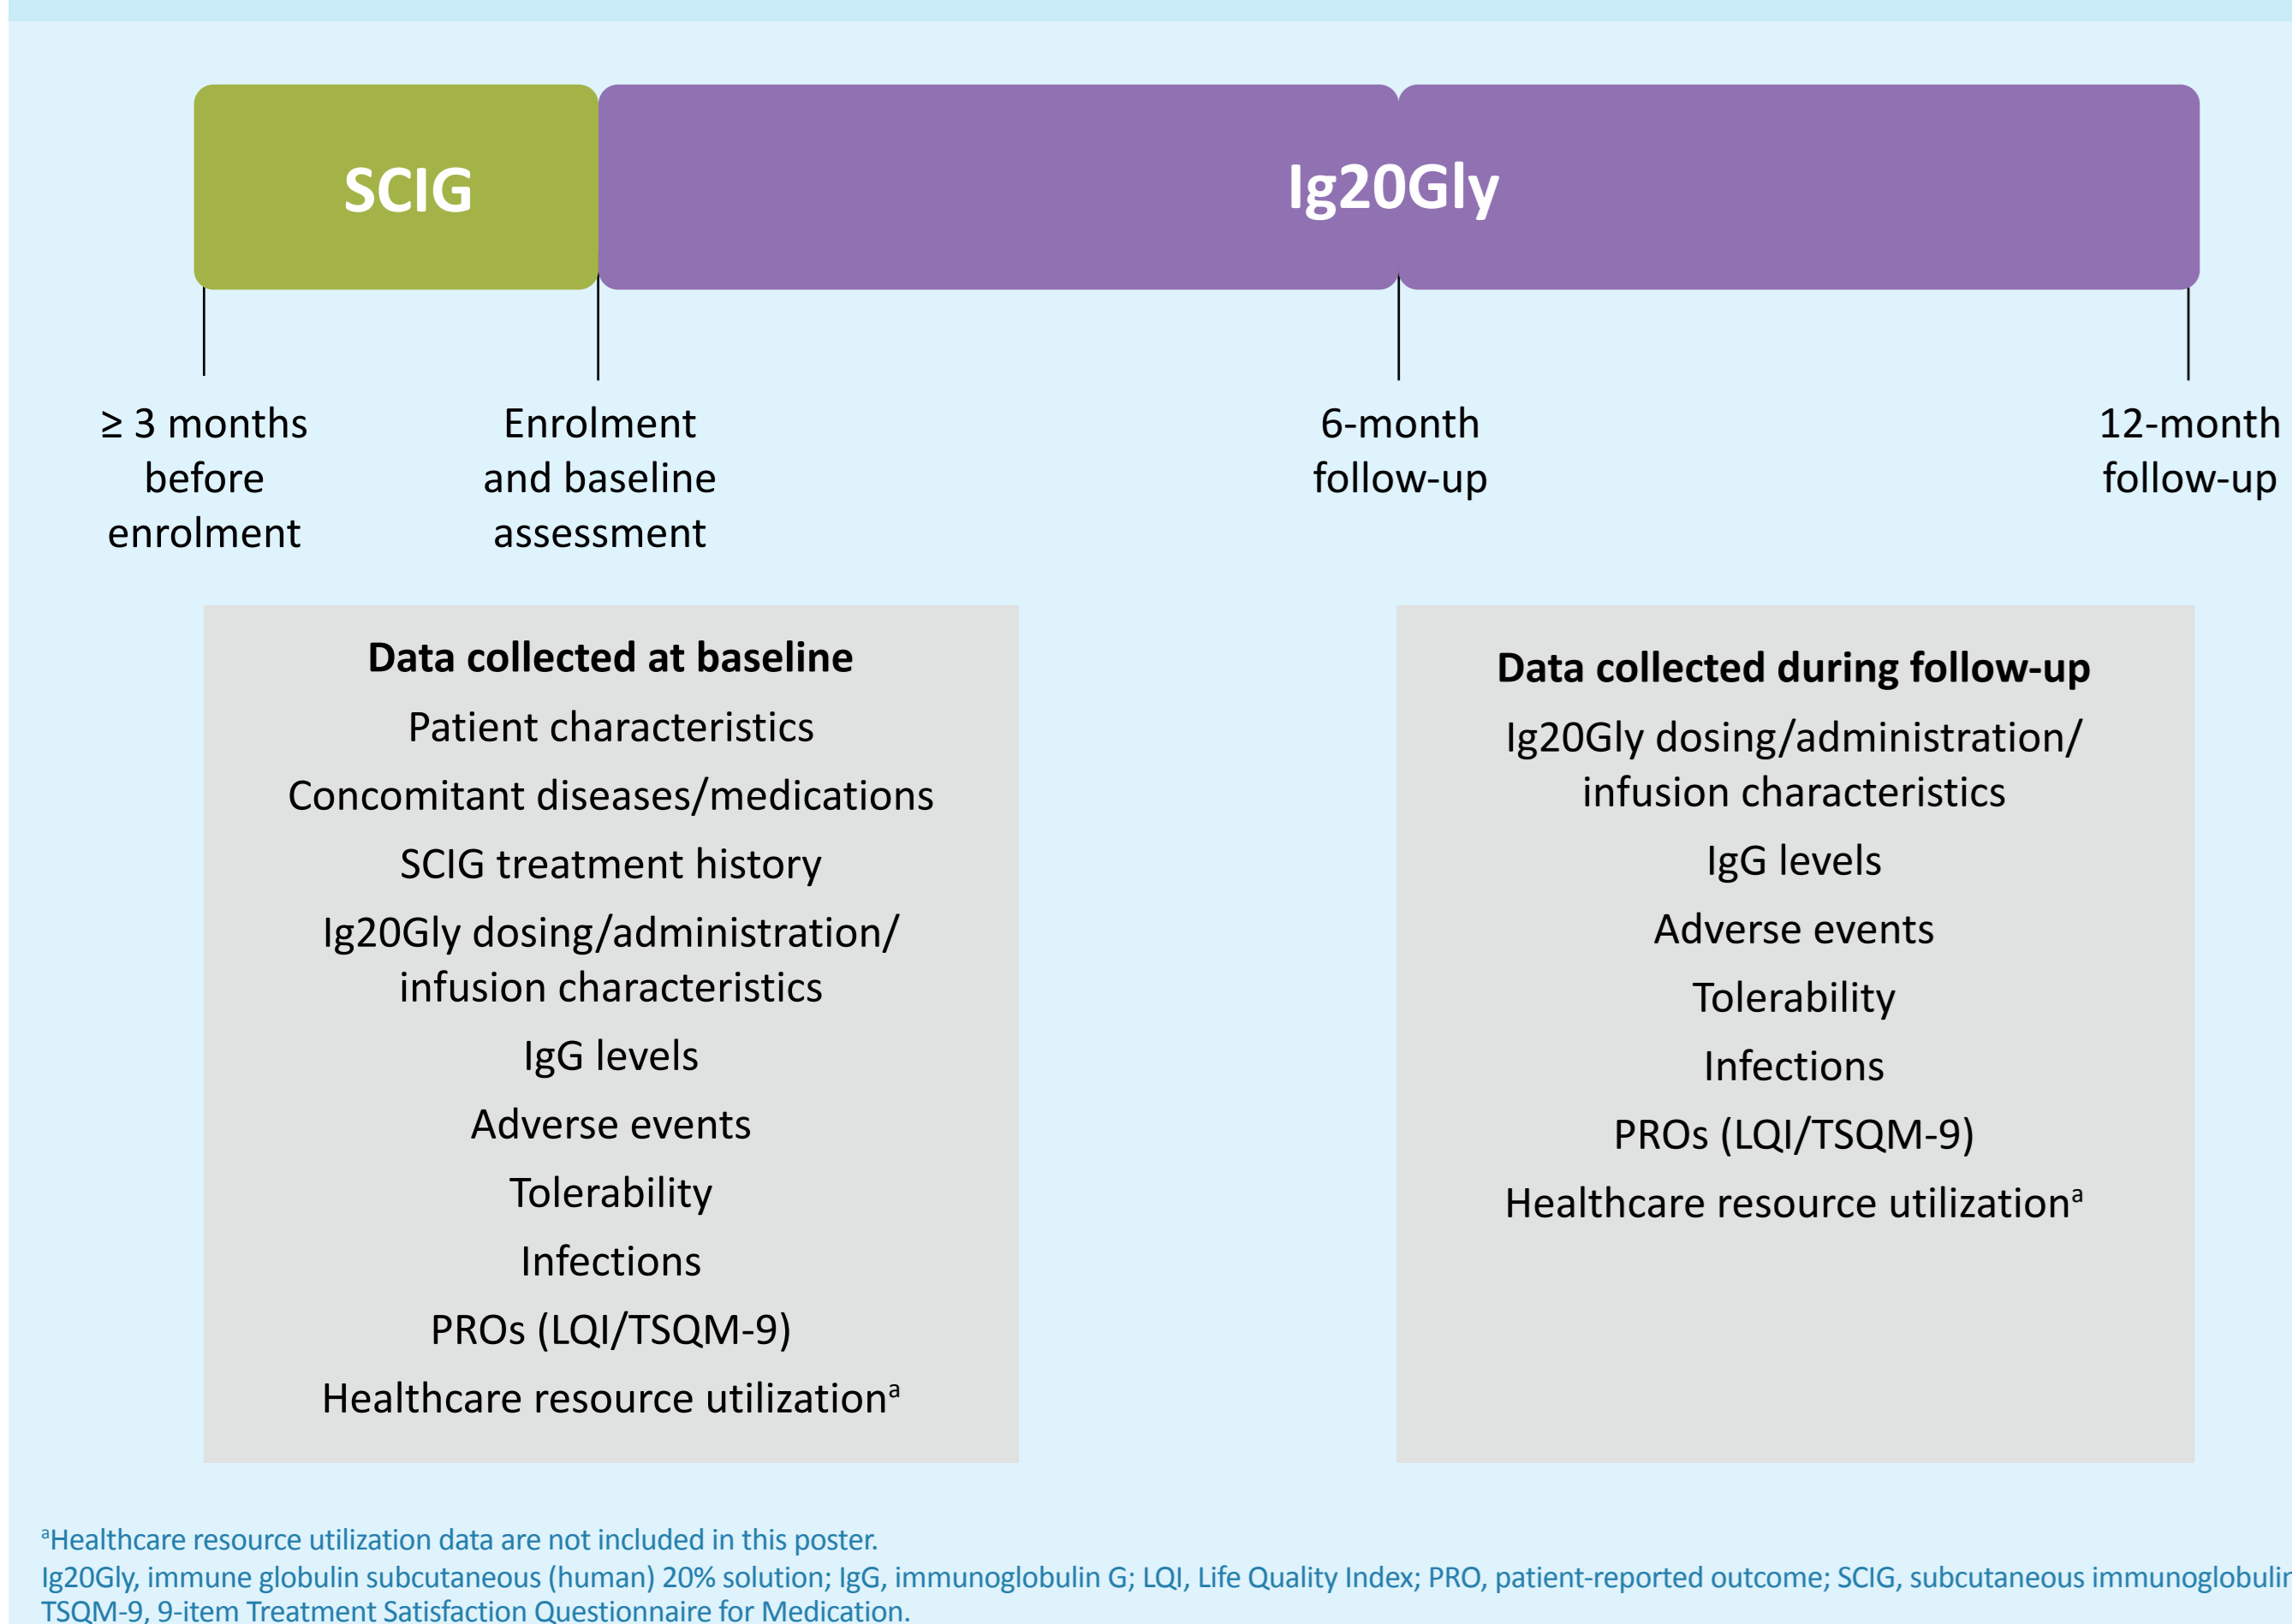 SCIG
Ig20Gly
≥ 3 months
before
enrolment
Enrolment
and baseline
assessment
6-month
follow-up
12-month
follow-up
Data collected at baseline
Patient characteristics
Concomitant diseases/medications
SCIG treatment history
Ig20Gly dosing/administration/
infusion characteristics
IgG levels
Adverse events
Tolerability
Infections
PROs (LQI/TSQM-9)
Healthcare resource utilizationᵃ
Data collected during follow-up
Ig20Gly dosing/administration/
infusion characteristics
IgG levels
Adverse events
Tolerability
Infections
PROs (LQI/TSQM-9)
Healthcare resource utilizationᵃ
ᵃHealthcare resource utilization data are not included in this poster.
Ig20Gly, immune globulin subcutaneous (human) 20% solution; IgG, immunoglobulin G; LQI, Life Quality Index; PRO, patient-reported outcome; SCIG, subcutaneous immunoglobulin
TSQM-9, 9-item Treatment Satisfaction Questionnaire for Medication.